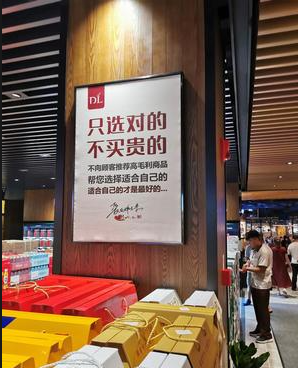 DL
只选对的
不买贵的
不向顾客推荐高毛利商品
帮您选择适合自己的
适合自己的才是最好的...